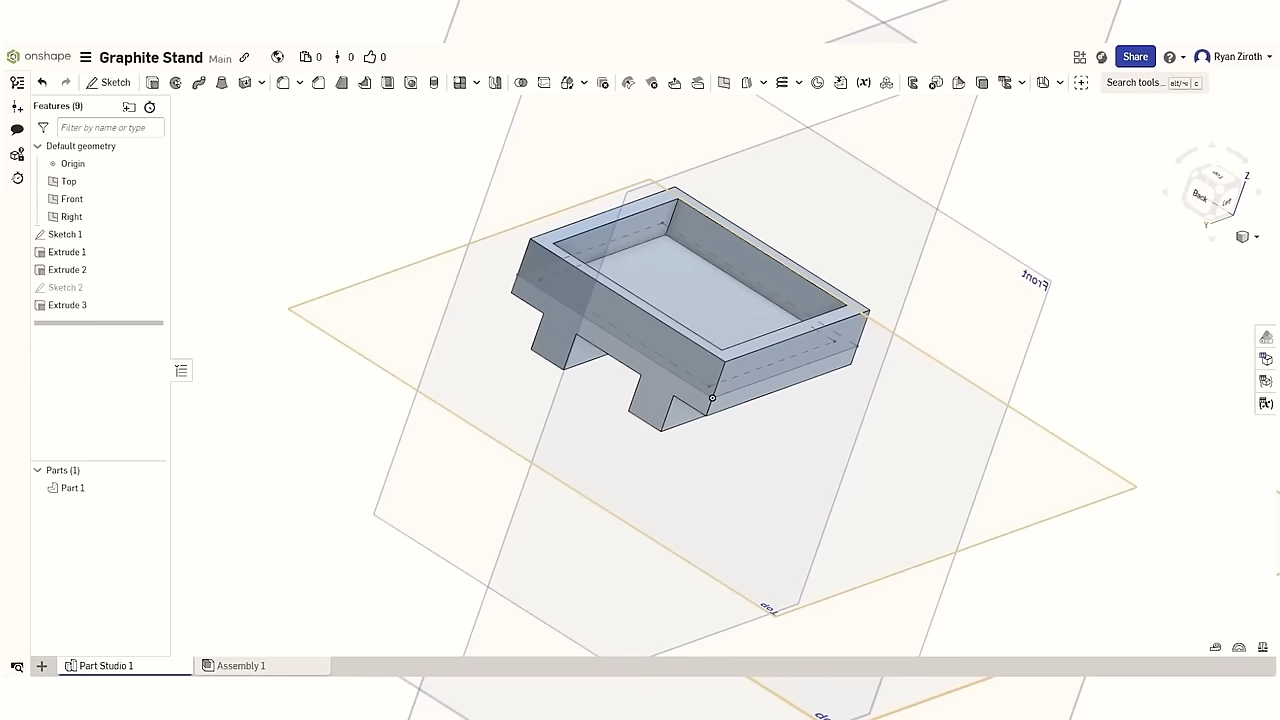 onshape Graphite Stand Main 0 0 0 Share Ryan Ziroth
Sketch (x) Search tools... alt/⌥ c
Features (9)
Filter by name or type
Default geometry
Origin
Top
Front
Right
Sketch 1
Extrude 1
Extrude 2
Sketch 2
Extrude 3
Parts (1)
Part 1
Z
Back
Left
Y
Front
Top
(x)
Part Studio 1 Assembly 1